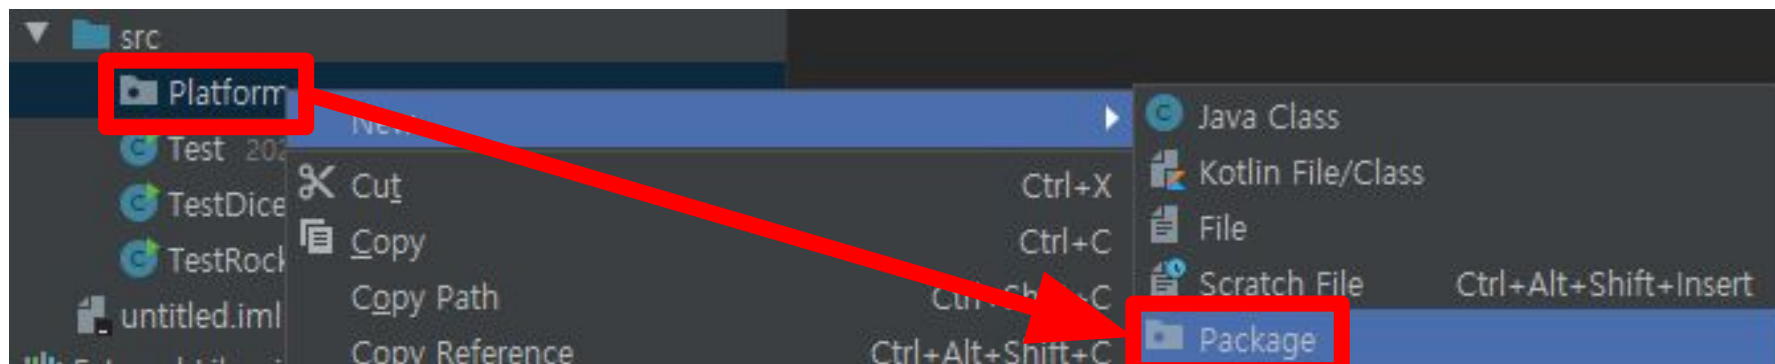 src
Platform
Test
TestDice
TestRock
untitled.iml
New
Cut Ctrl+X
Copy Ctrl+C
Copy Path
Copy Reference Ctrl+Alt+Shift+C
Java Class
Kotlin File/Class
File
Scratch File Ctrl+Alt+Shift+Insert
Package